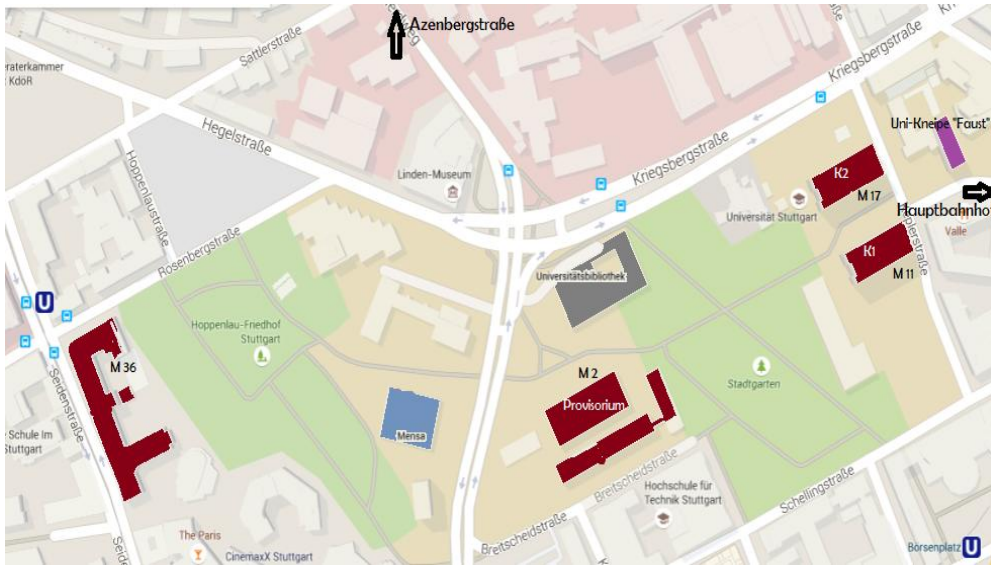 Azenbergstraße
Sattlerstraße
eraterkammer
t KdöR
Kriegsbergstraße
Uni-Kneipe "Faust"
Hegelstraße
Hoppenlaustraße
Linden-Museum
Kriegsbergstraße
K2
M 17
Universität Stuttgart
Hauptbahnhof
Valle
K1
M 11
Rosenbergstraße
Universitätsbibliothek
U
Hoppenlau-Friedhof
Stuttgart
M 36
M 2
Provisorium
Stadtgarten
Mensa
Seidenstraße
e Schule Im
Stuttgart
Breitscheidstraße
Hochschule für
Technik Stuttgart
Schellingstraße
The Paris
CinemaxX Stuttgart
Breitscheidstraße
Börsenplatz
U